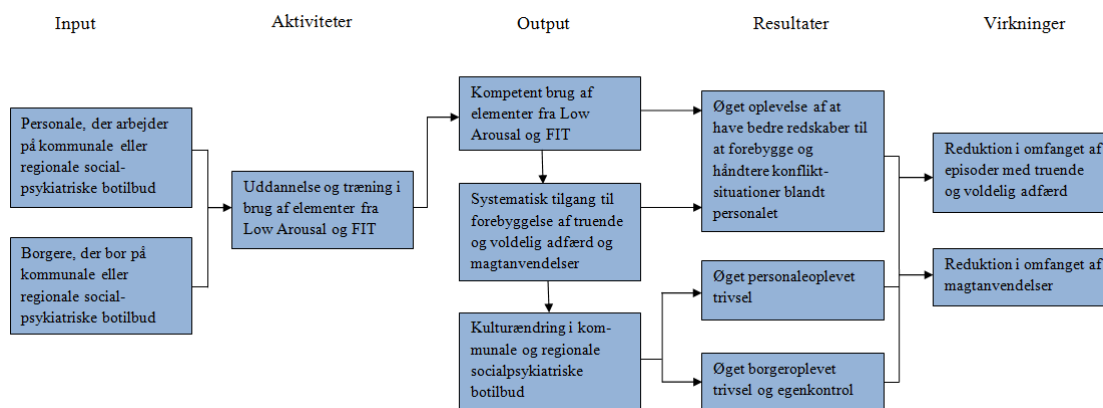 Input
Aktiviteter
Output
Resultater
Virkninger
Personale, der arbejder
på kommunale eller
regionale social-
psykiatriske botilbud
Borgere, der bor på
kommunale eller
regionale social-
psykiatriske botilbud
Uddannelse og træning i
brug af elementer fra
Low Arousal og FIT
Kompetent brug af
elementer fra Low
Arousal og FIT
Systematisk tilgang til
forebyggelse af truende
og voldelig adfærd og
magtanvendelser
Kulturændring i kom-
munale og regionale
socialpsykiatriske
botilbud
Øget oplevelse af at
have bedre redskaber til
at forebygge og
håndtere konflikt-
situationer blandt
personalet
Øget personaleoplevet
trivsel
Øget borgeroplevet
trivsel og egenkontrol
Reduktion i omfanget af
episoder med truende
og voldelig adfærd
Reduktion i omfanget af
magtanvendelser